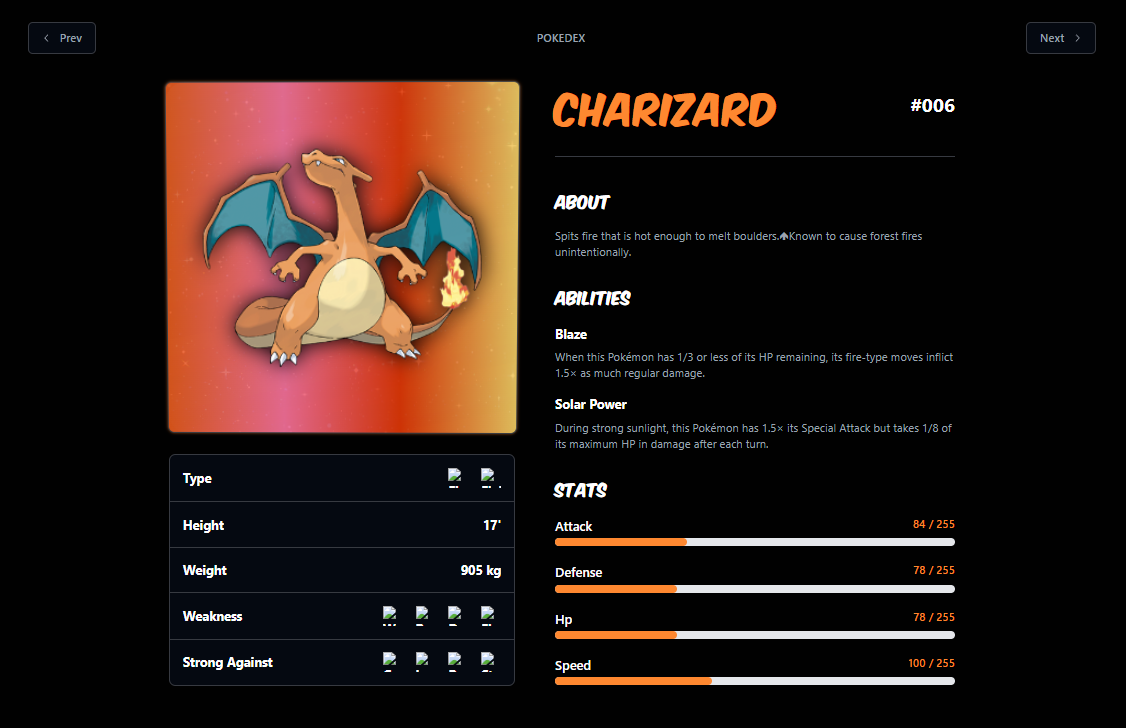 Prev
POKEDEX
Next
CHARIZARD
#006
ABOUT
Spits fire that is hot enough to melt boulders.Known to cause forest fires
unintentionally.
ABILITIES
Blaze
When this Pokémon has 1/3 or less of its HP remaining, its fire-type moves inflict
1.5× as much regular damage.
Solar Power
During strong sunlight, this Pokémon has 1.5× its Special Attack but takes 1/8 of
its maximum HP in damage after each turn.
STATS
Attack 84 / 255
Defense 78 / 255
Hp 78 / 255
Speed 100 / 255
Type
Height 17'
Weight 905 kg
Weakness
Strong Against